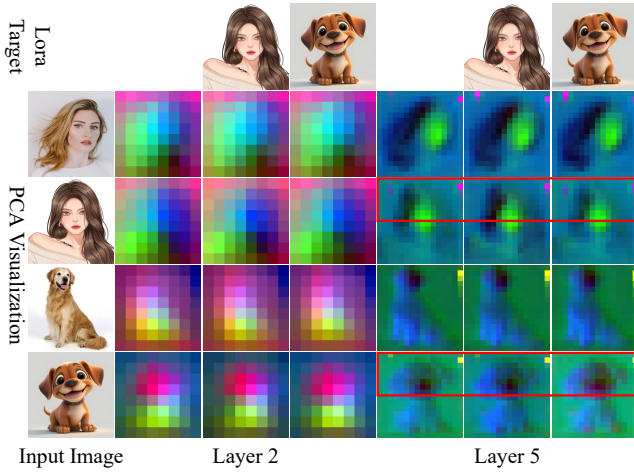 Lora
Target
PCA Visualization
Input Image
Layer 2
Layer 5